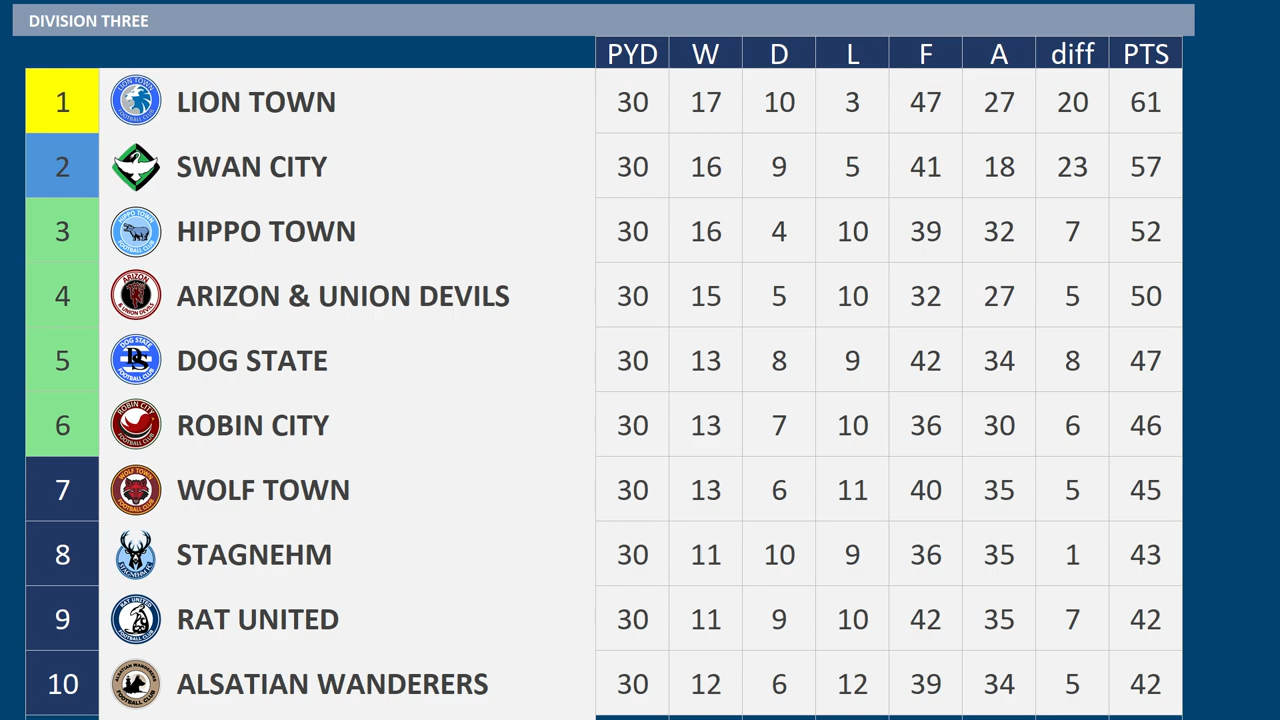 DIVISION THREE
PYD W D L F A diff PTS
1 LION TOWN 30 17 10 3 47 27 20 61
2 SWAN CITY 30 16 9 5 41 18 23 57
3 HIPPO TOWN 30 16 4 10 39 32 7 52
4 ARIZON & UNION DEVILS 30 15 5 10 32 27 5 50
5 DOG STATE 30 13 8 9 42 34 8 47
6 ROBIN CITY 30 13 7 10 36 30 6 46
7 WOLF TOWN 30 13 6 11 40 35 5 45
8 STAGNEHM 30 11 10 9 36 35 1 43
9 RAT UNITED 30 11 9 10 42 35 7 42
10 ALSATIAN WANDERERS 30 12 6 12 39 34 5 42